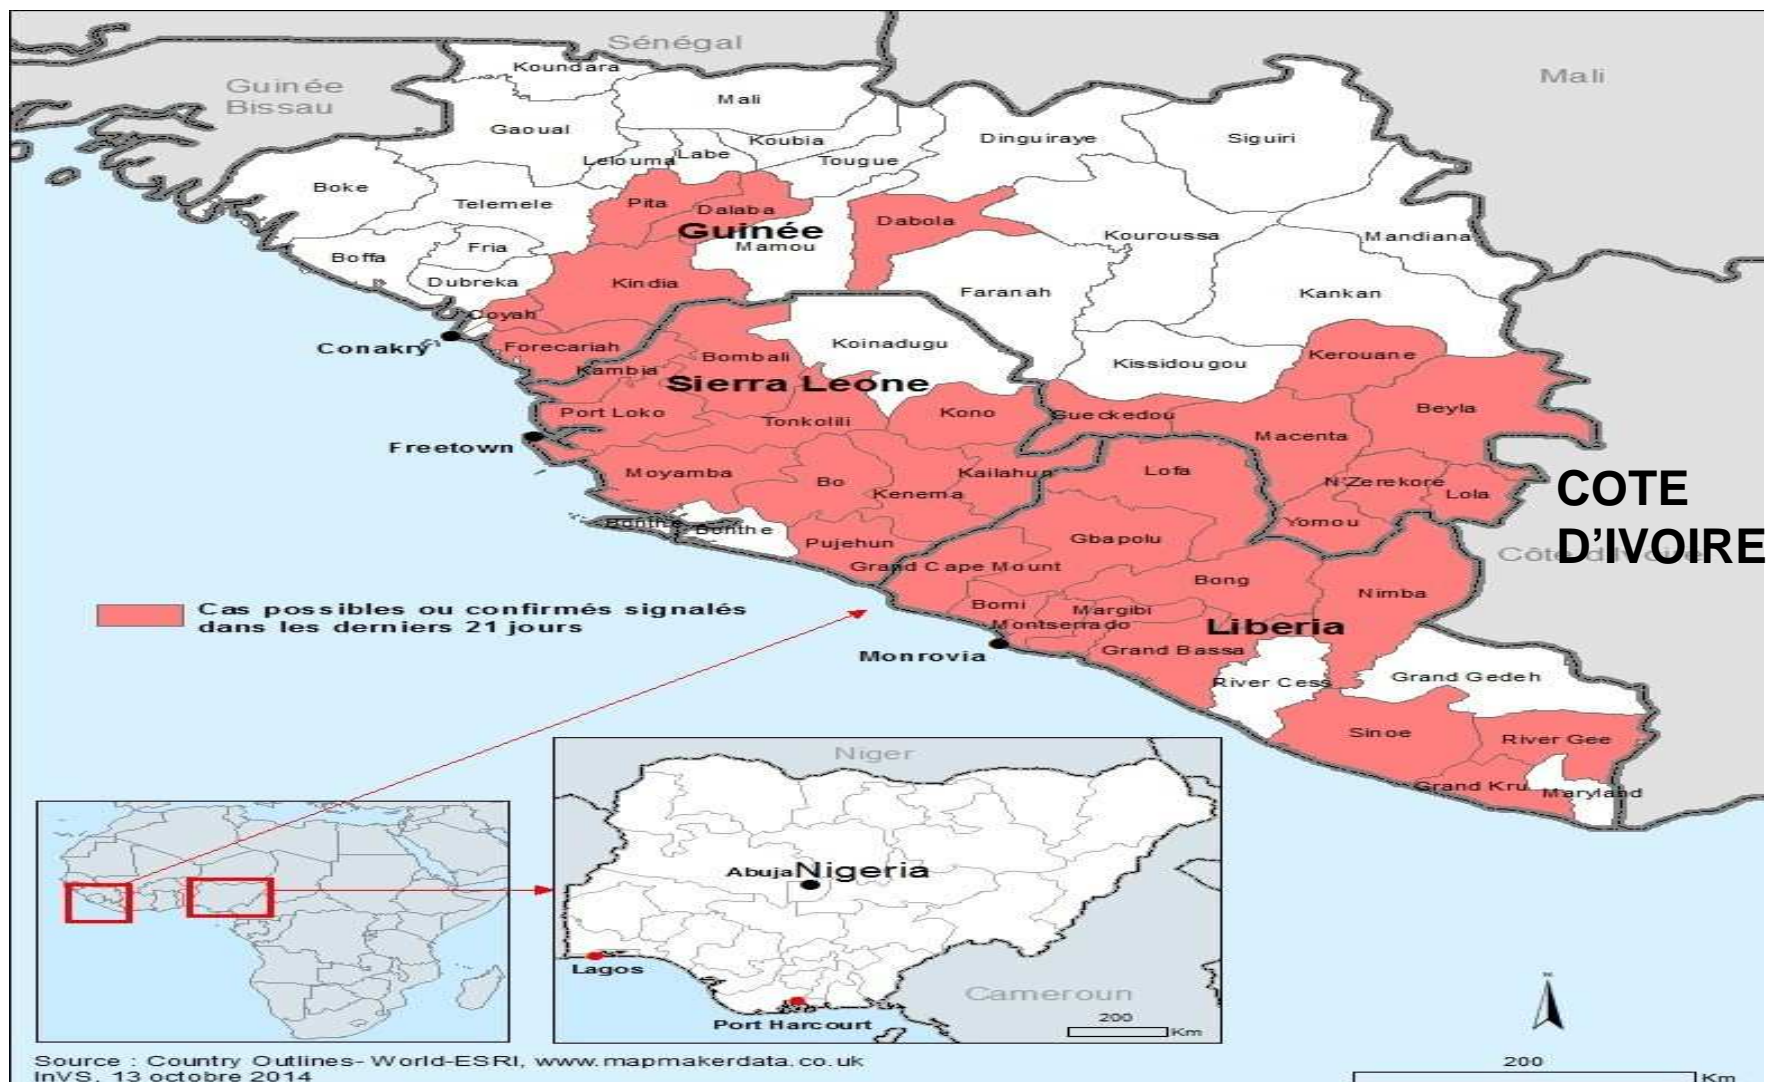 Sénégal
Koundara
Guinée
Bissau
Mali
Mali
Gaoual
Koubia
Dinguiraye
Siguiri
Lelouma
Labe
Tougue
Boke
Telemele
Pita
Dalaba
Dabola
Guinée
Mamou
Kouroussa
Mandiana
Fria
Boffa
Dubreka
Kindia
Faranah
Kankan
Coyah
Conakry
Forecariah
Bombali
Koinadugu
Kissidougou
Kerouane
Kambia
Sierra Leone
Port Loko
Tonkolili
Kono
Gueckedou
Beyla
Macenta
Freetown
Moyamba
Bo
Kailahun
Kenema
Lofa
N'Zerekore
Lola
COTE
D'IVOIRE
Côte d'Ivoire
Bonthe
Bonthe
Pujehun
Yomou
Gbapolu
Grand Cape Mount
Bong
Nimba
Bomi
Margibi
Montserrado
Liberia
Cas possibles ou confirmés signalés
dans les derniers 21 jours
Monrovia
Grand Bassa
River Cess
Grand Gedeh
Sinoe
River Gee
Grand Kru
Maryland
Niger
Abuja
Nigeria
Lagos
Port Harcourt
Cameroun
200
Km
N
Source : Country Outlines- World-ESRI, www.mapmakerdata.co.uk
InVS, 13 octobre 2014
200
Km